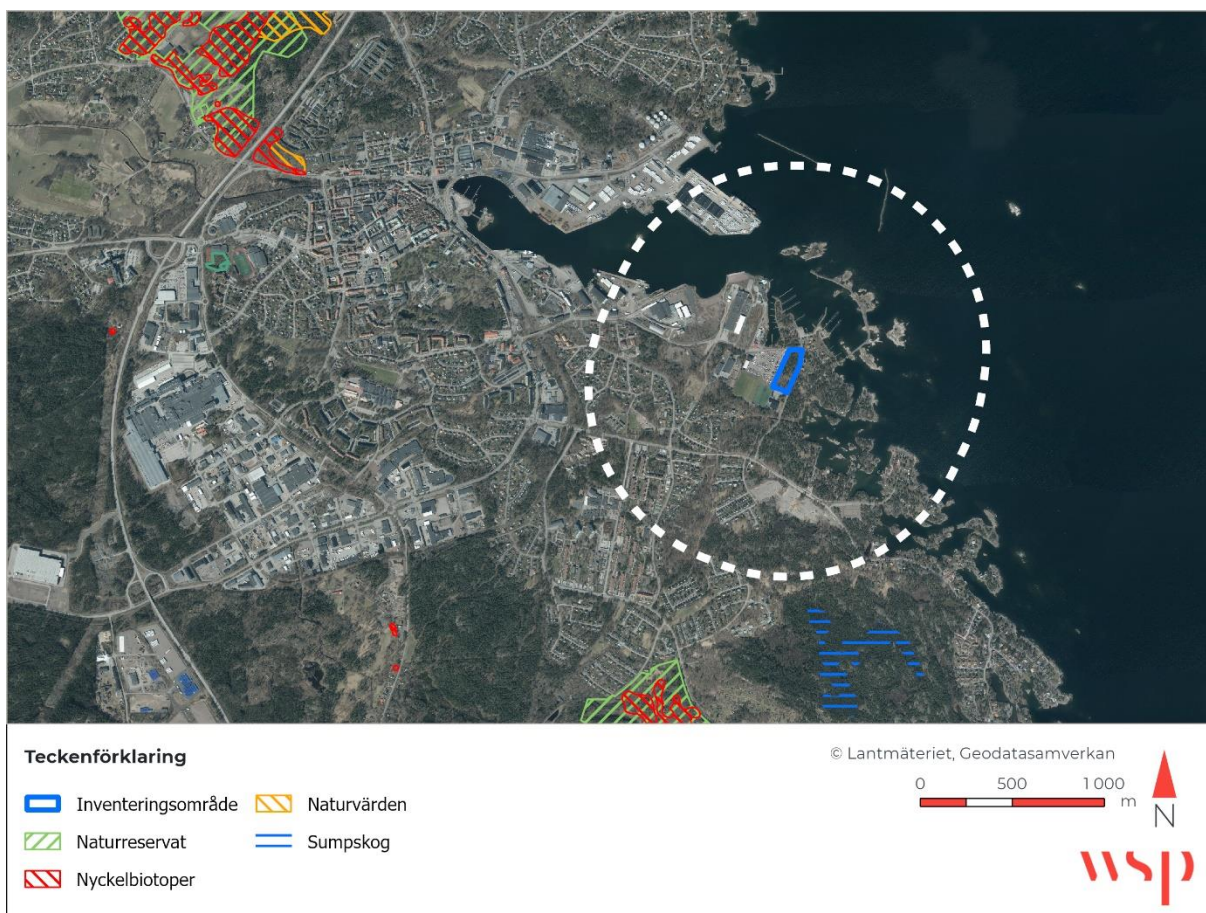 Teckenförklaring
Inventeringsområde
Naturvärden
Naturreservat
Sumpskog
Nyckelbiotoper
© Lantmäteriet, Geodatasamverkan
0 500 1 000
m
N
wsp